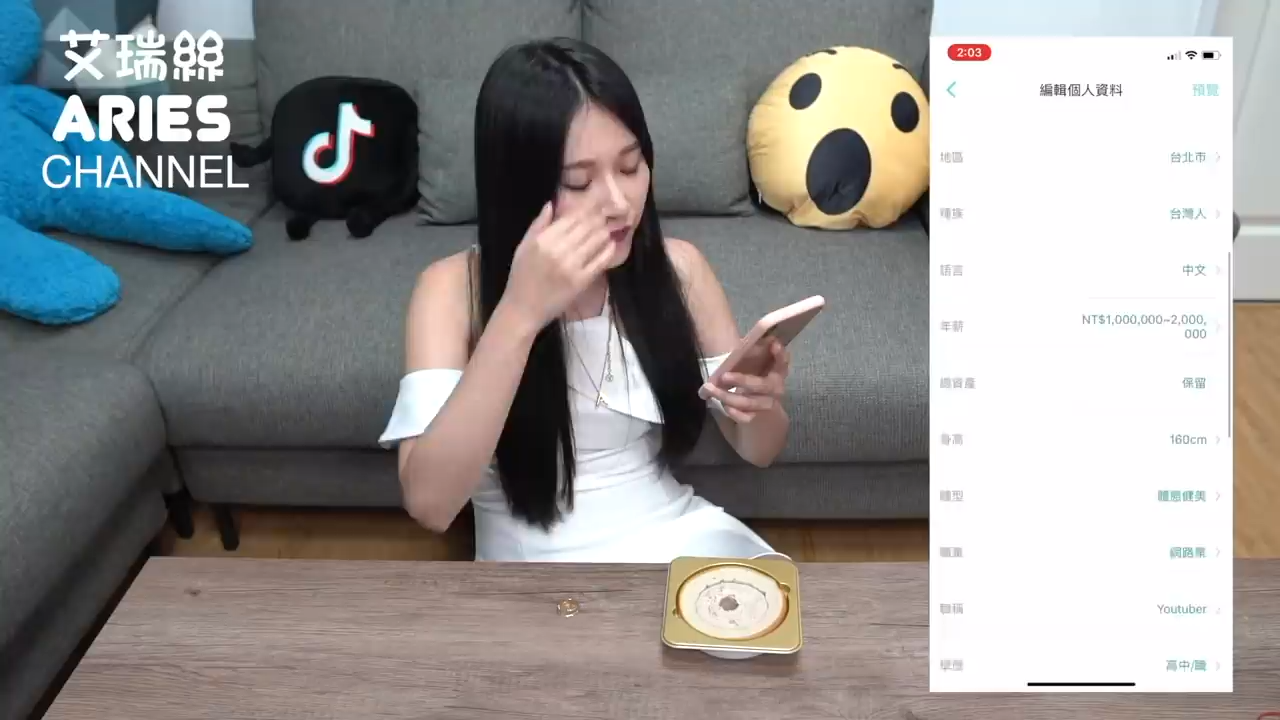 艾瑞絲
ARIES
CHANNEL
2:03
編輯個人資料
預覽
地區
台北市
種族
台灣人
語言
中文
年薪
NT$1,000,000~2,000,
000
總資產
保留
身高
160cm
體型
體態健美
職業
網路業
職稱
Youtuber
學歷
高中/職